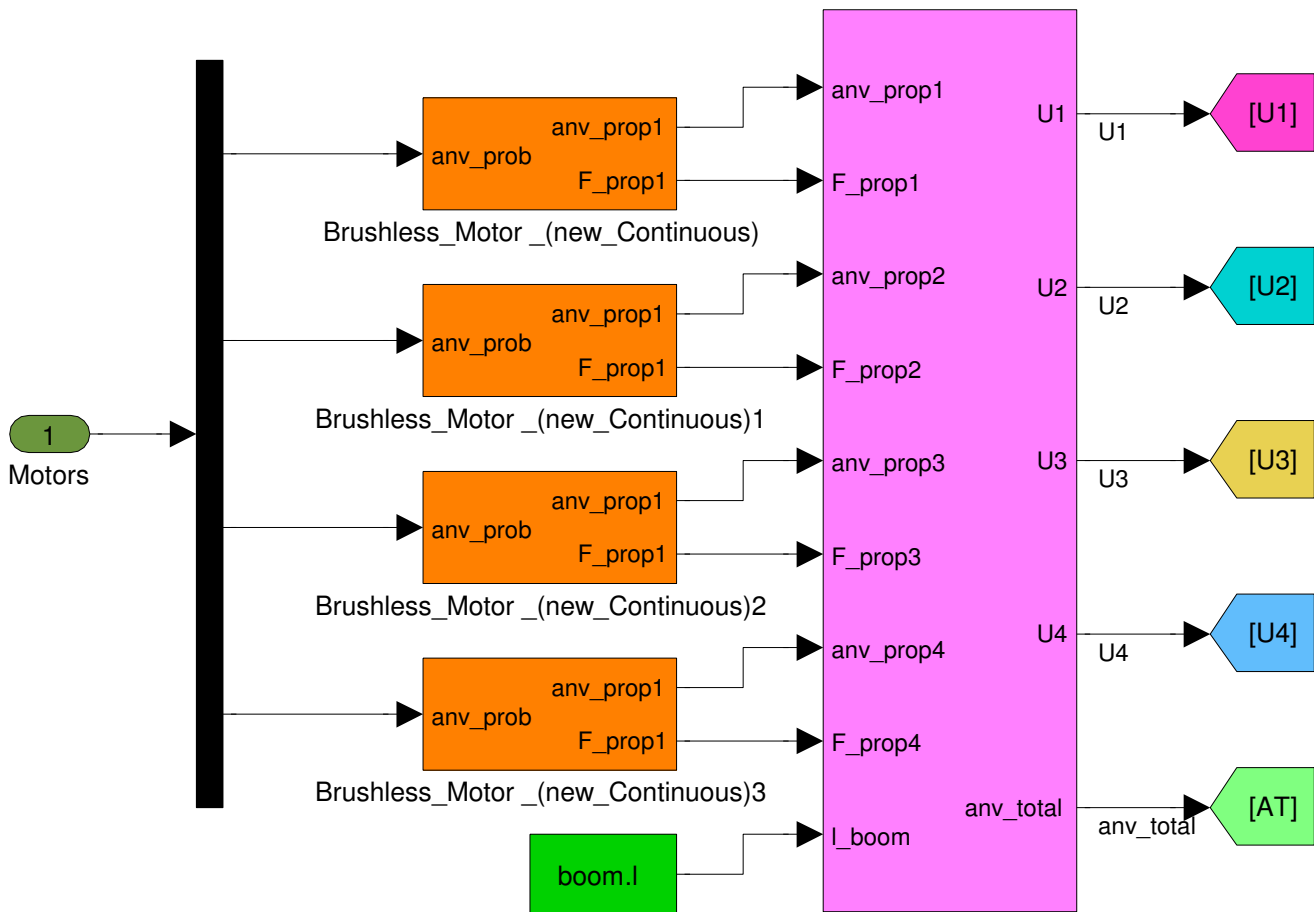 1
Motors
anv_prob
anv_prop1
F_prop1
Brushless_Motor _(new_Continuous)
anv_prob
anv_prop1
F_prop1
Brushless_Motor _(new_Continuous)1
anv_prob
anv_prop1
F_prop1
Brushless_Motor _(new_Continuous)2
anv_prob
anv_prop1
F_prop1
Brushless_Motor _(new_Continuous)3
boom.l
anv_prop1
F_prop1
anv_prop2
F_prop2
anv_prop3
F_prop3
anv_prop4
F_prop4
l_boom
U1
U2
U3
U4
anv_total
U1
U2
U3
U4
anv_total
[U1]
[U2]
[U3]
[U4]
[AT]